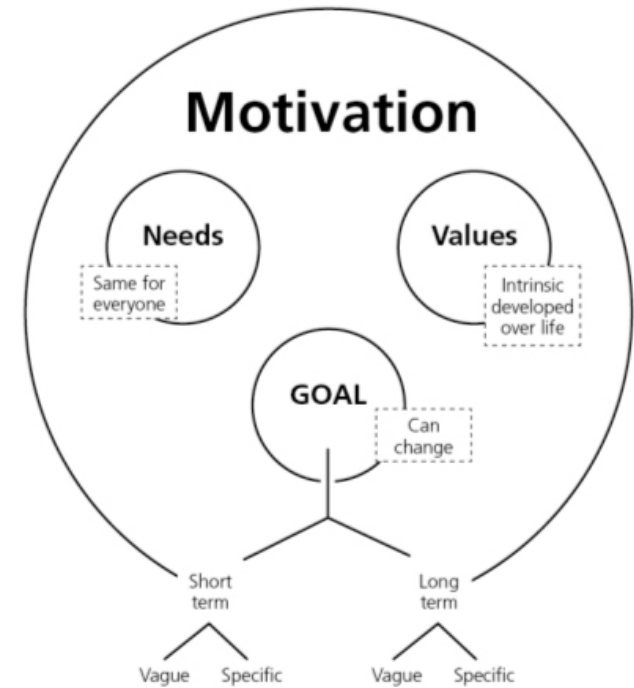 Motivation
Needs
Same for
everyone
Values
Intrinsic
developed
over life
GOAL
Can
change
Short
term
Long
term
Vague
Specific
Vague
Specific